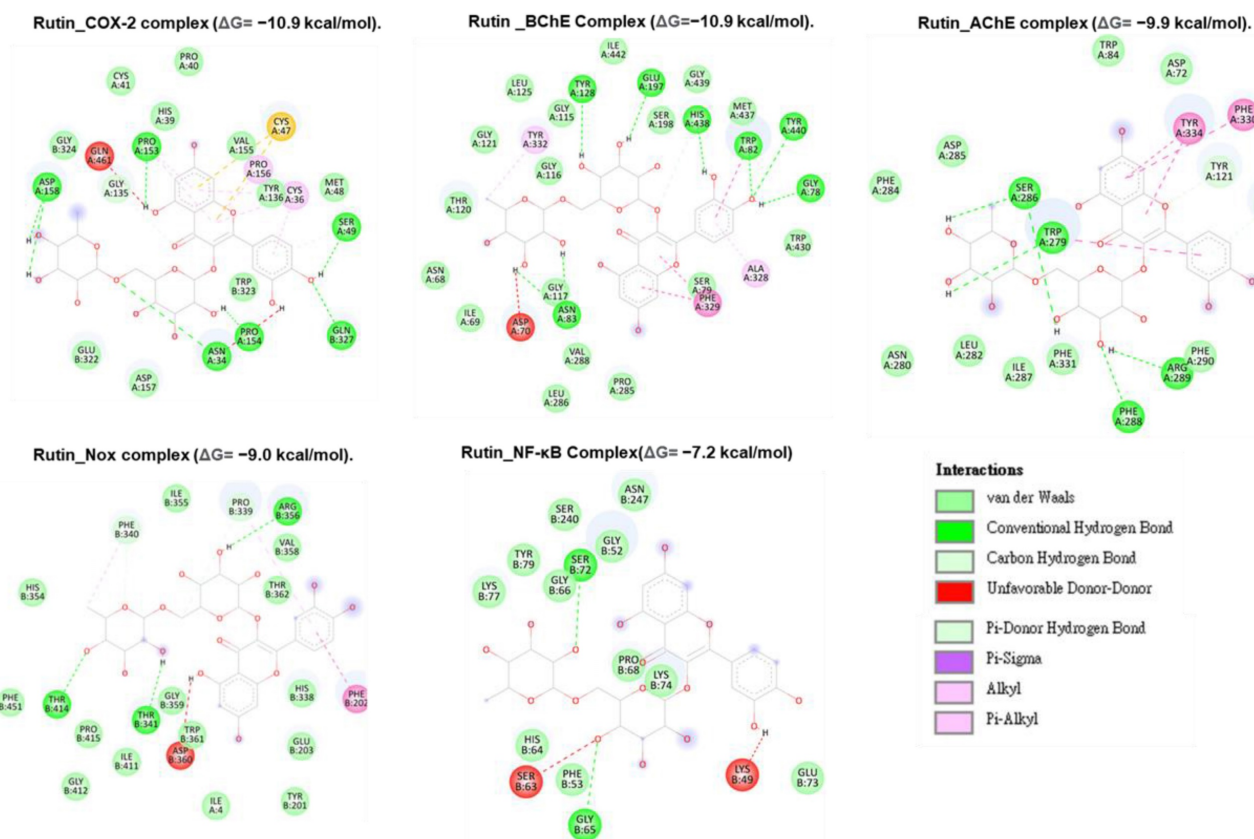 Rutin_COX-2 complex (ΔG= −10.9 kcal/mol).
PRO
A:40
CYS
A:41
HIS
A:39
CYS
A:47
GLY
B:324
GLN
A:461
PRO
A:153
VAL
A:155
PRO
A:156
ASP
A:158
GLY
A:135
TYR
A:136
CYS
A:36
MET
A:48
SER
A:49
H
H
H
H
O
TRP
B:323
GLU
B:322
ASP
A:157
ASN
A:34
PRO
A:154
GLN
B:327
Rutin _BChE Complex (ΔG=−10.9 kcal/mol).
ILE
A:442
LEU
A:125
TYR
A:128
GLU
A:197
GLY
A:439
GLY
A:115
SER
A:198
HIS
A:438
MET
A:437
TYR
A:440
GLY
A:121
TYR
A:332
TRP
A:82
GLY
A:116
GLY
A:78
THR
A:120
TRP
A:430
ASN
A:68
ALA
A:328
ILE
A:69
ASP
A:70
GLY
A:117
ASN
A:83
SER
A:79
PHE
A:329
VAL
A:288
PRO
A:285
LEU
A:286
Rutin_AChE complex (ΔG= −9.9 kcal/mol).
TRP
A:84
ASP
A:72
TYR
A:334
PHE
A:330
ASP
A:285
TYR
A:121
PHE
A:284
SER
A:286
TRP
A:279
ASN
A:280
LEU
A:282
ILE
A:287
PHE
A:331
ARG
A:289
PHE
A:290
PHE
A:288
Rutin_Nox complex (ΔG= −9.0 kcal/mol).
ILE
B:355
PRO
B:339
ARG
B:356
PHE
B:340
VAL
B:358
HIS
B:354
THR
B:362
PHE
B:451
THR
B:414
THR
B:341
GLY
B:359
HIS
B:338
PHE
B:202
PRO
B:415
ILE
B:411
TRP
B:361
ASP
B:360
GLU
B:203
GLY
B:412
ILE
A:4
TYR
B:201
Rutin_NF-κB Complex(ΔG= −7.2 kcal/mol)
ASN
B:247
SER
B:240
GLY
B:52
TYR
B:79
SER
B:72
GLY
B:66
LYS
B:77
PRO
B:68
LYS
B:74
HIS
B:64
PHE
B:53
SER
B:63
LYS
B:49
GLU
B:73
GLY
B:65
Interactions
van der Waals
Conventional Hydrogen Bond
Carbon Hydrogen Bond
Unfavorable Donor-Donor
Pi-Donor Hydrogen Bond
Pi-Sigma
Alkyl
Pi-Alkyl